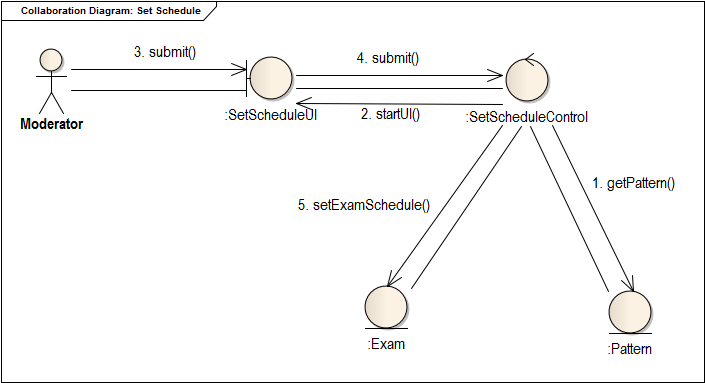 Collaboration Diagram: Set Schedule
3. submit()
4. submit()
Moderator
:SetScheduleUI
2. startUI()
:SetScheduleControl
1. getPattern()
5. setExamSchedule()
:Exam
:Pattern